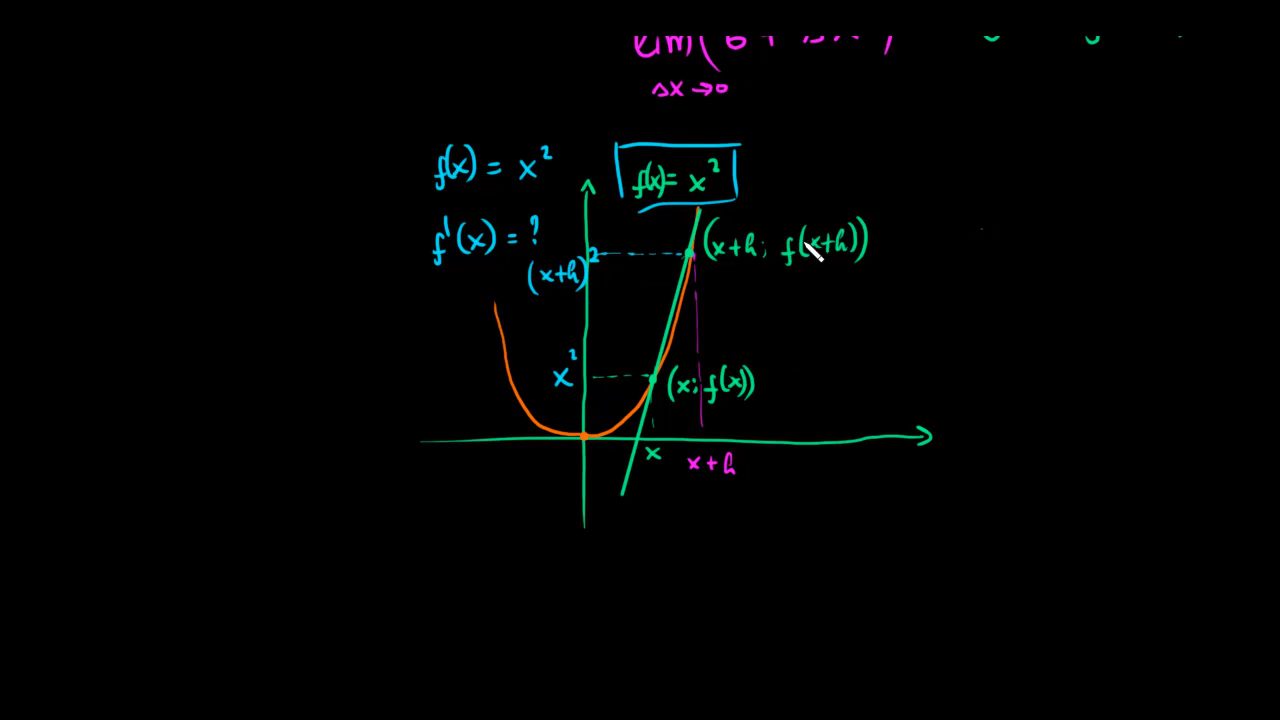 Δx→0
f(x) = x²
f(x) = x²
f'(x) = ?
(x+h; f(x+h))
(x+h)²
x²
(x; f(x))
x
x+h